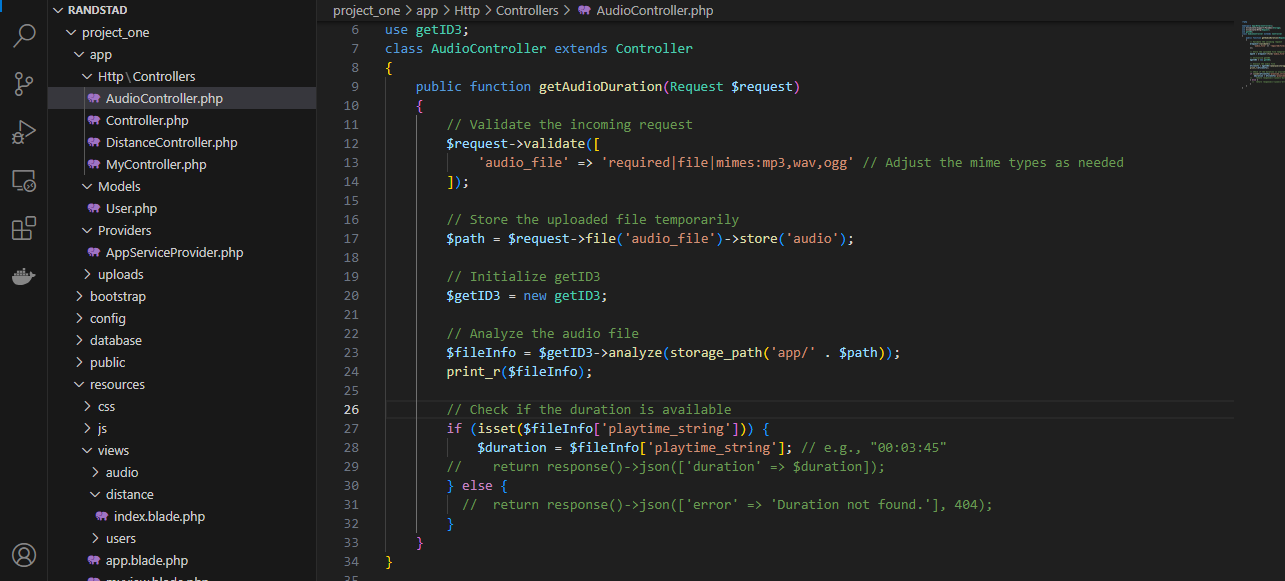 RANDSTAD
project_one
app
Http\Controllers
AudioController.php
Controller.php
DistanceController.php
MyController.php
Models
User.php
Providers
AppServiceProvider.php
uploads
bootstrap
config
database
public
resources
css
js
views
audio
distance
index.blade.php
users
app.blade.php
project_one > app > Http > Controllers > AudioController.php
6 use getID3;
7 class AudioController extends Controller
8 {
9 public function getAudioDuration(Request $request)
10 {
11 // Validate the incoming request
12 $request->validate([
13 'audio_file' => 'required|file|mimes:mp3,wav,ogg' // Adjust the mime types as needed
14 ]);
15
16 // Store the uploaded file temporarily
17 $path = $request->file('audio_file')->store('audio');
18
19 // Initialize getID3
20 $getID3 = new getID3;
21
22 // Analyze the audio file
23 $fileInfo = $getID3->analyze(storage_path('app/' . $path));
24 print_r($fileInfo);
25
26 // Check if the duration is available
27 if (isset($fileInfo['playtime_string'])) {
28 $duration = $fileInfo['playtime_string']; // e.g., "00:03:45"
29 // return response()->json(['duration' => $duration]);
30 } else {
31 // return response()->json(['error' => 'Duration not found.'], 404);
32 }
33 }
34 }
35